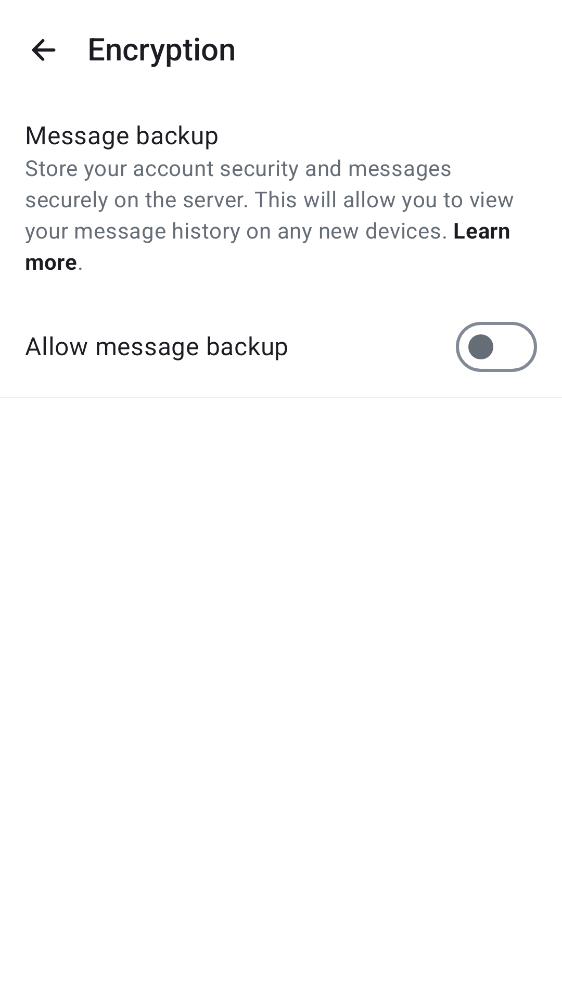 Encryption
Message backup
Store your account security and messages
securely on the server. This will allow you to view
your message history on any new devices. Learn
more.
Allow message backup